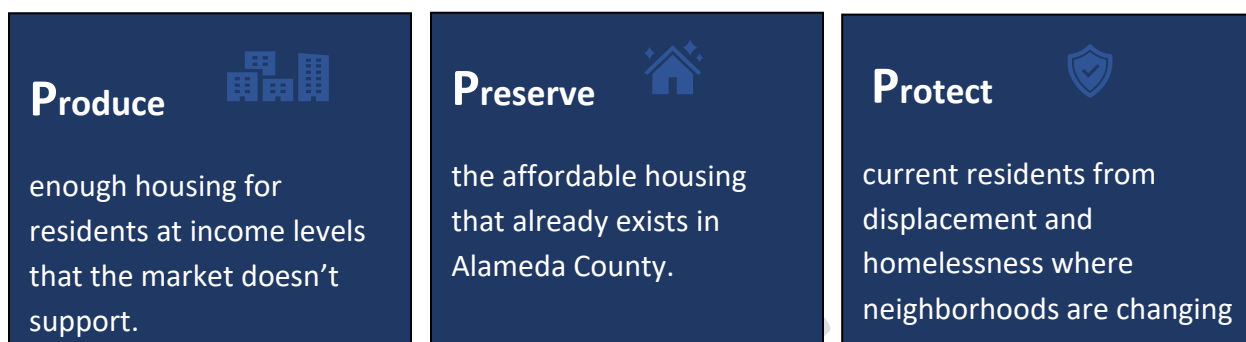 Produce
enough housing for
residents at income levels
that the market doesn’t
support.
Preserve
the affordable housing
that already exists in
Alameda County.
Protect
current residents from
displacement and
homelessness where
neighborhoods are changing